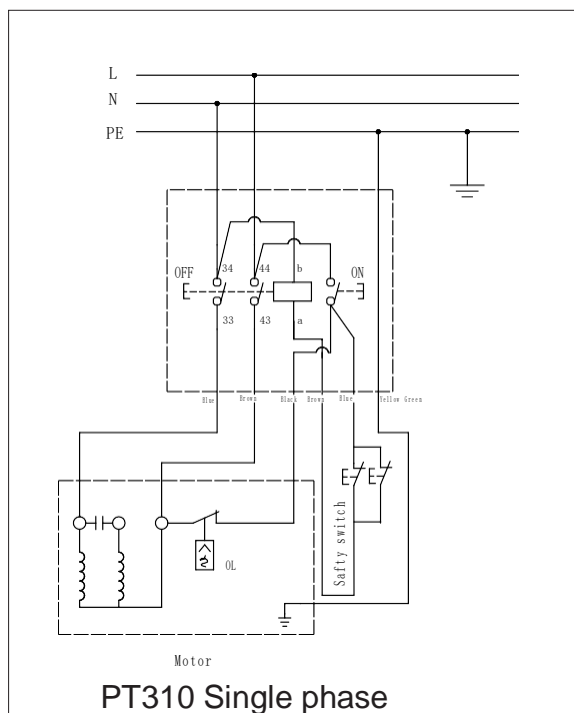 L
N
PE
OFF
34
44
b
ON
33
43
a
Blue
Brown
Black
Brown
Blue
Yellow Green
Safty switch
OL
Motor
PT310 Single phase